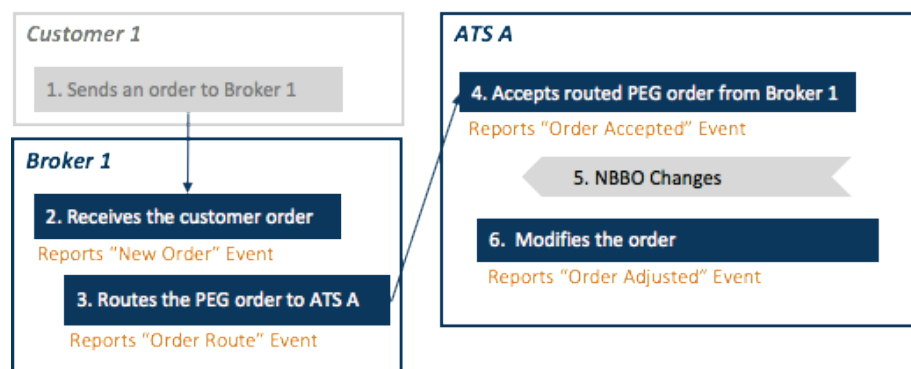 Customer 1
1. Sends an order to Broker 1
Broker 1
2. Receives the customer order
Reports "New Order" Event
3. Routes the PEG order to ATS A
Reports "Order Route" Event
ATS A
4. Accepts routed PEG order from Broker 1
Reports "Order Accepted" Event
5. NBBO Changes
6. Modifies the order
Reports "Order Adjusted" Event